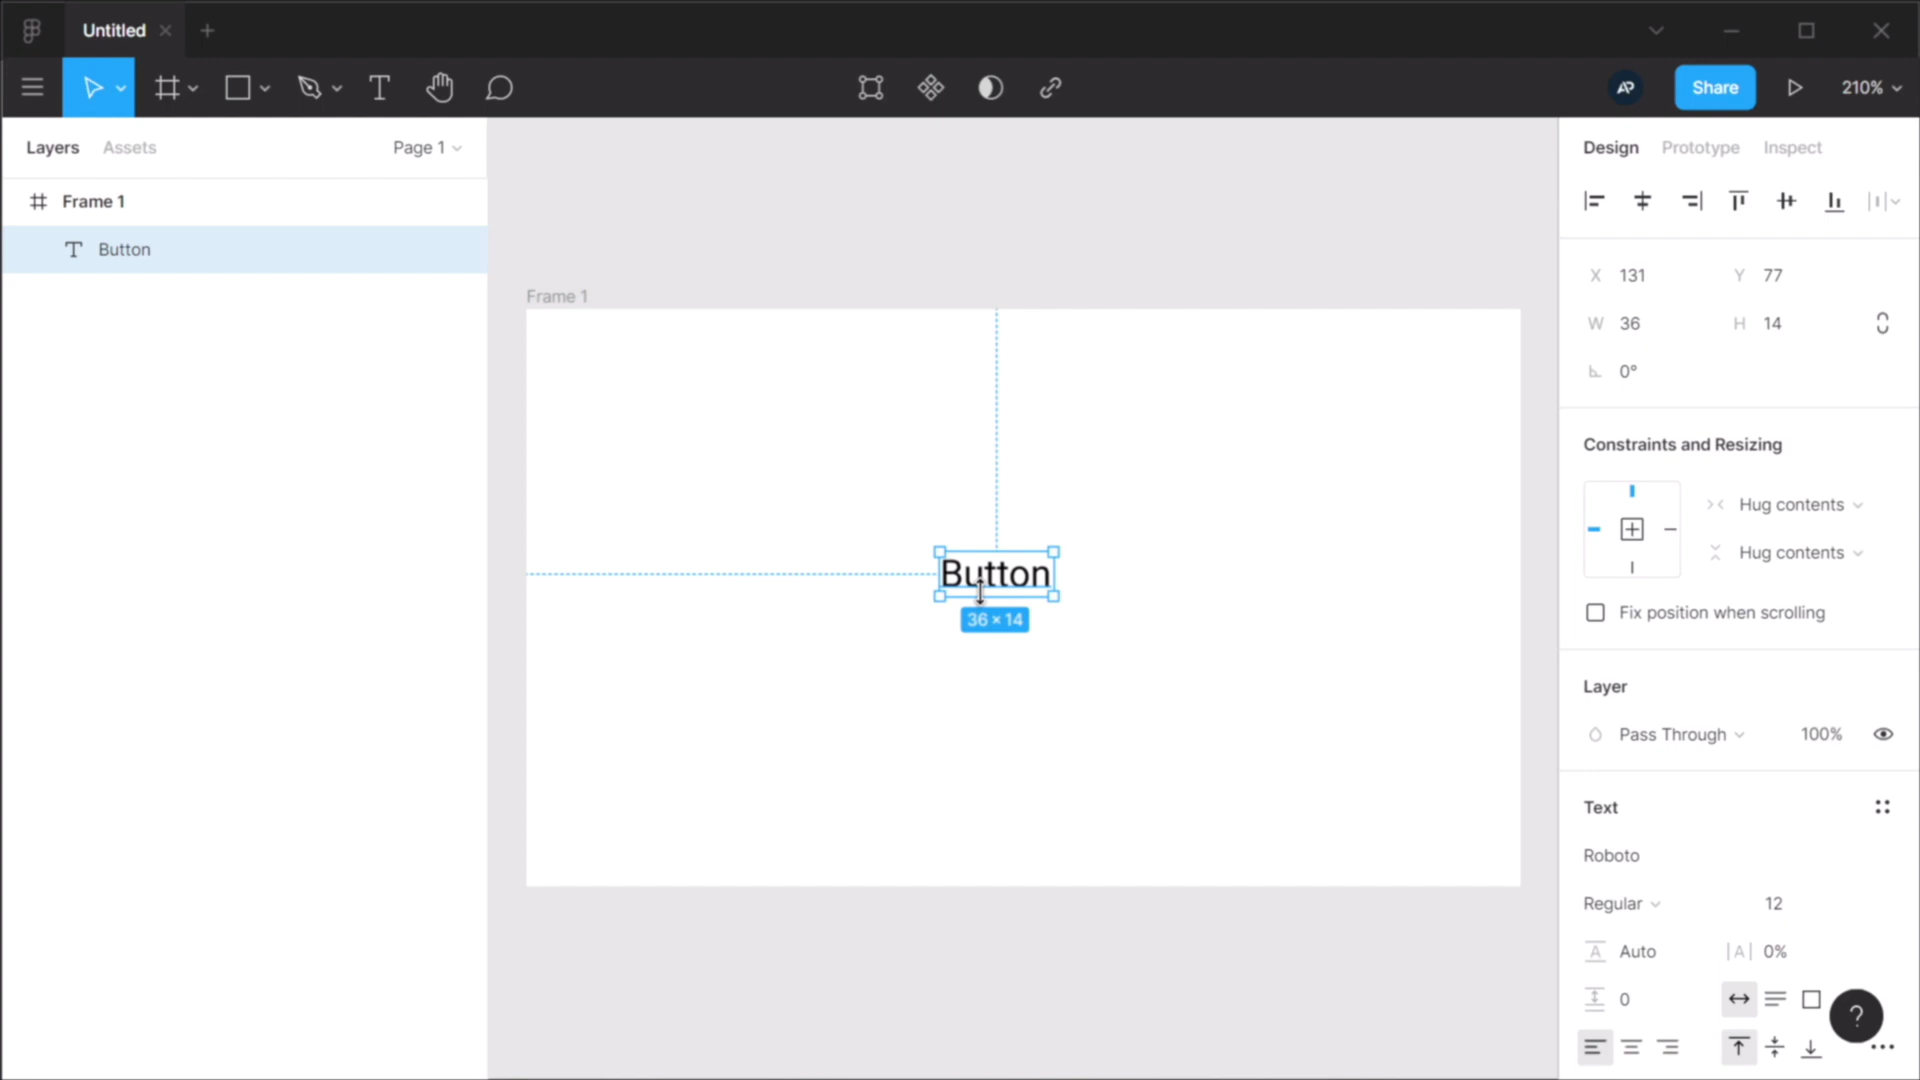 Untitled
Share
210%
Layers Assets Page 1
Design Prototype Inspect
Frame 1
Button
X 131 Y 77
Frame 1
W 36 H 14
0°
Constraints and Resizing
Hug contents
Hug contents
Button
36 × 14
Fix position when scrolling
Layer
Pass Through 100%
Text
Roboto
Regular 12
A Auto |A| 0%
0
?